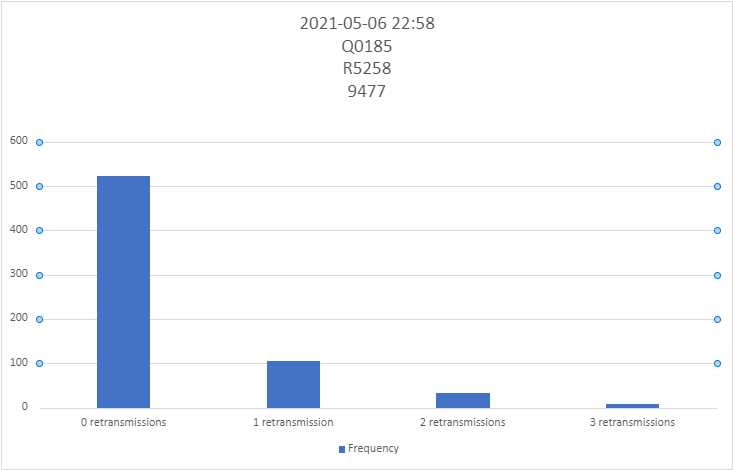 2021-05-06 22:58
Q0185
R5258
9477
600
500
400
300
200
100
0
0 retransmissions 1 retransmission 2 retransmissions 3 retransmissions
Frequency